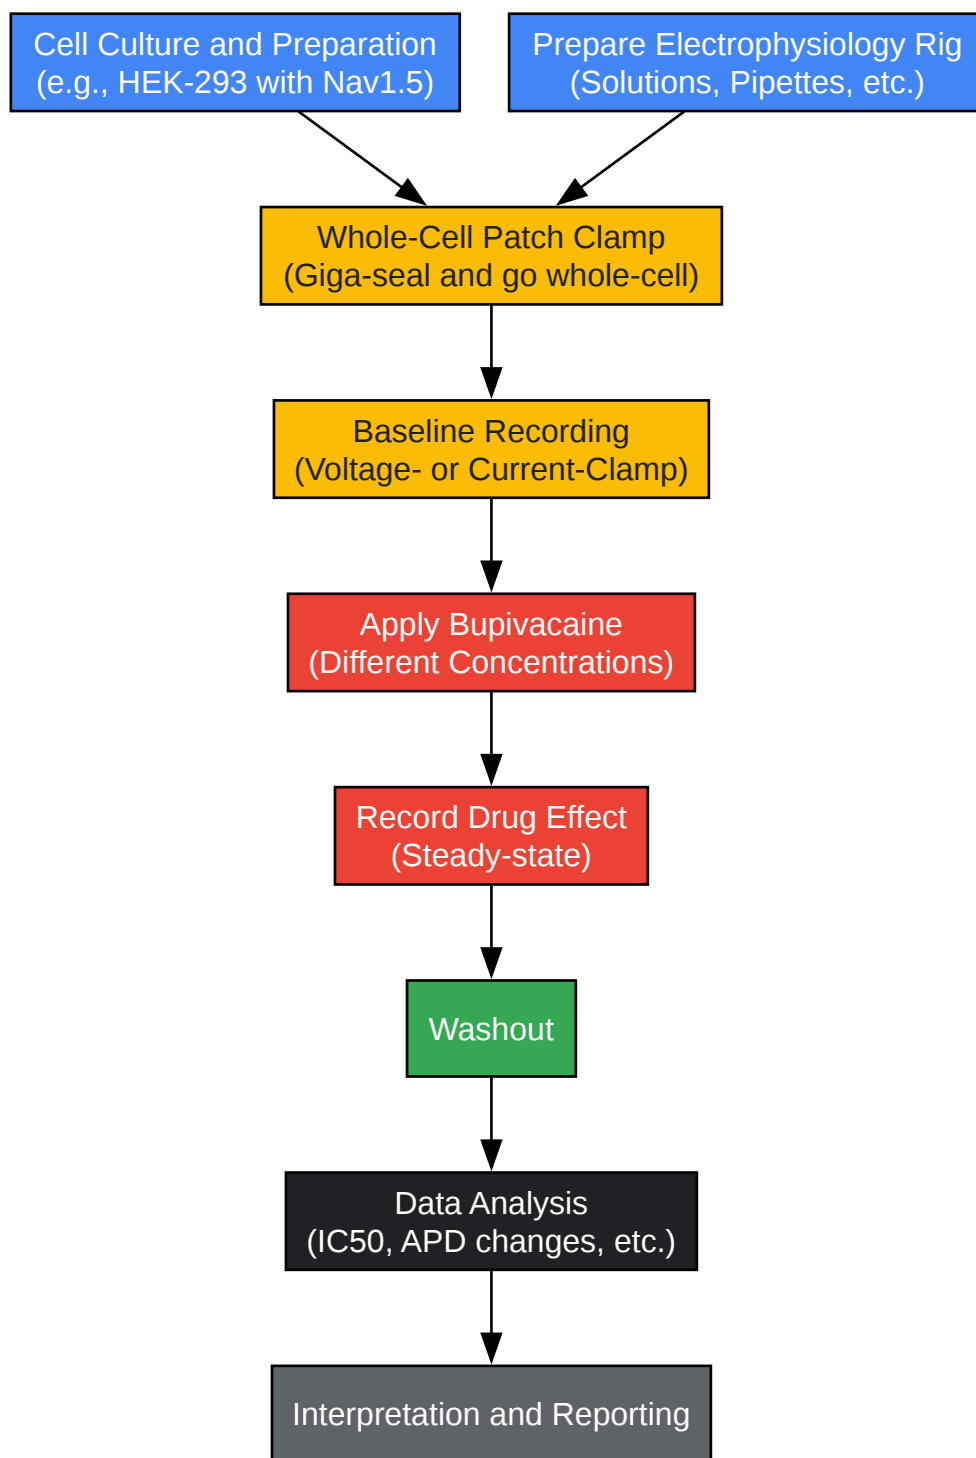 Cell Culture and Preparation
(e.g., HEK-293 with Nav1.5)
Prepare Electrophysiology Rig
(Solutions, Pipettes, etc.)
Whole-Cell Patch Clamp
(Giga-seal and go whole-cell)
Baseline Recording
(Voltage- or Current-Clamp)
Apply Bupivacaine
(Different Concentrations)
Record Drug Effect
(Steady-state)
Washout
Data Analysis
(IC50, APD changes, etc.)
Interpretation and Reporting